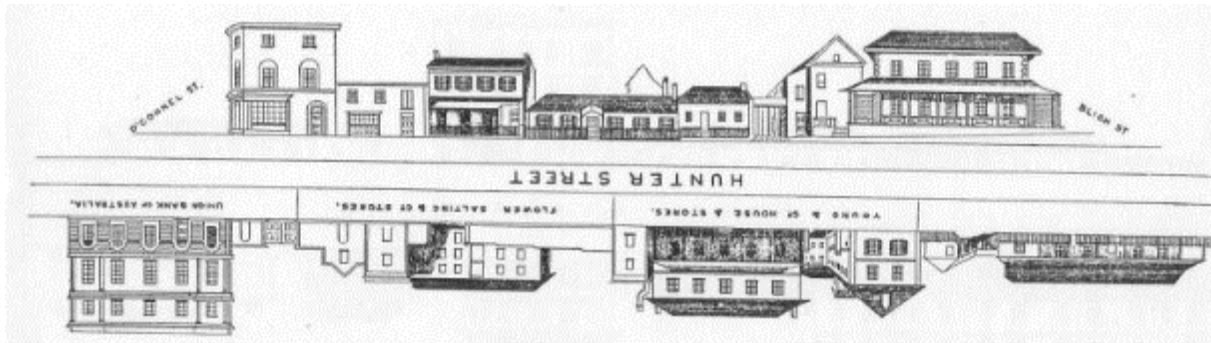 O'CONNEL ST.
BLIGH ST
HUNTER STREET
UNION BANK OF AUSTRALIA.
FLOWER SALTING & Cº STORES.
YOUNG & Cº HOUSE & STORES.